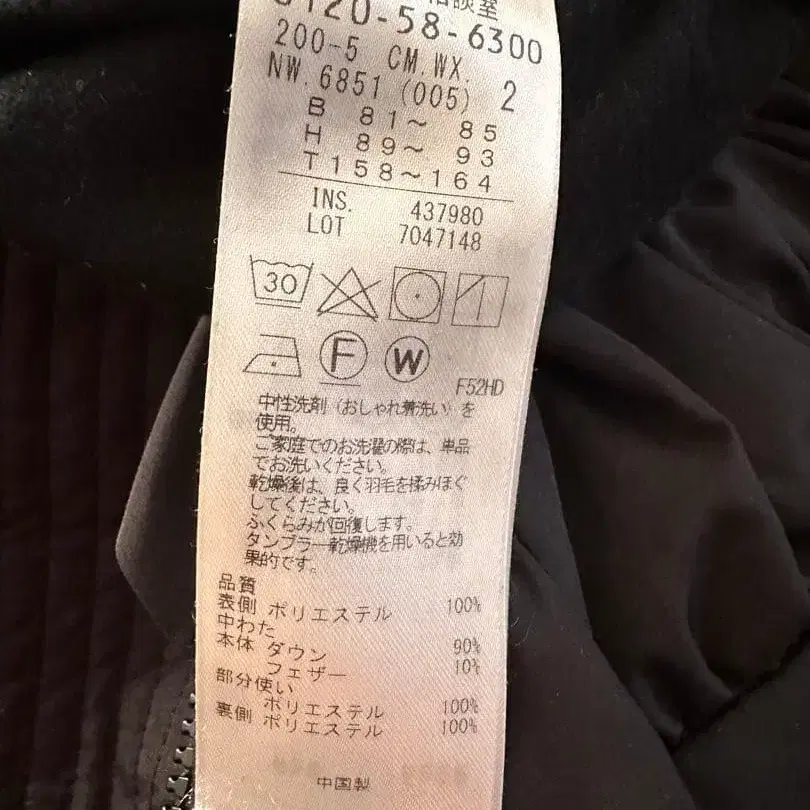 相談室
0120-58-6300
200-5 CM.WX.
NW.6851 (005) 2
B 81～ 85
H 89～ 93
T158～164
INS. 437980
LOT 7047148
30
F W
F52HD
中性洗剤（おしゃれ着洗い）を
使用。
ご家庭でのお洗濯の際は、単品
でお洗いください。
乾燥後は、良く羽毛を揉みほぐ
してください。
ふくらみが回復します。
タンブラー乾燥機を用いると効
果的です。
品質
表側 ポリエステル 100%
中わた
本体 ダウン 90%
フェザー 10%
部分使い
ポリエステル 100%
裏側 ポリエステル 100%
中国製